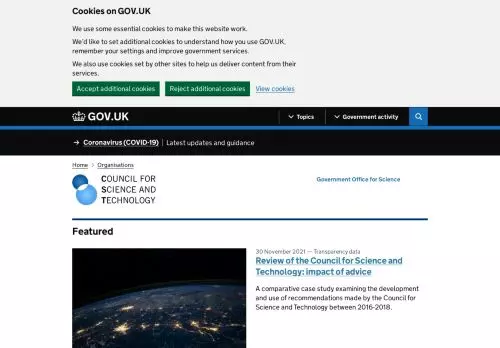 Cookies on GOV.UK
We use some essential cookies to make this website work.
We'd like to set additional cookies to understand how you use GOV.UK,
remember your settings and improve government services.
We also use cookies set by other sites to help us deliver content from their
services.
Accept additional cookies Reject additional cookies View cookies
GOV.UK Topics Government activity
→ Coronavirus (COVID-19) Latest updates and guidance
Home > Organisations
COUNCIL FOR
SCIENCE AND
TECHNOLOGY
Government Office for Science
Featured
30 November 2021 — Transparency data
Review of the Council for Science and
Technology: impact of advice
A comparative case study examining the development
and use of recommendations made by the Council for
Science and Technology between 2016-2018.